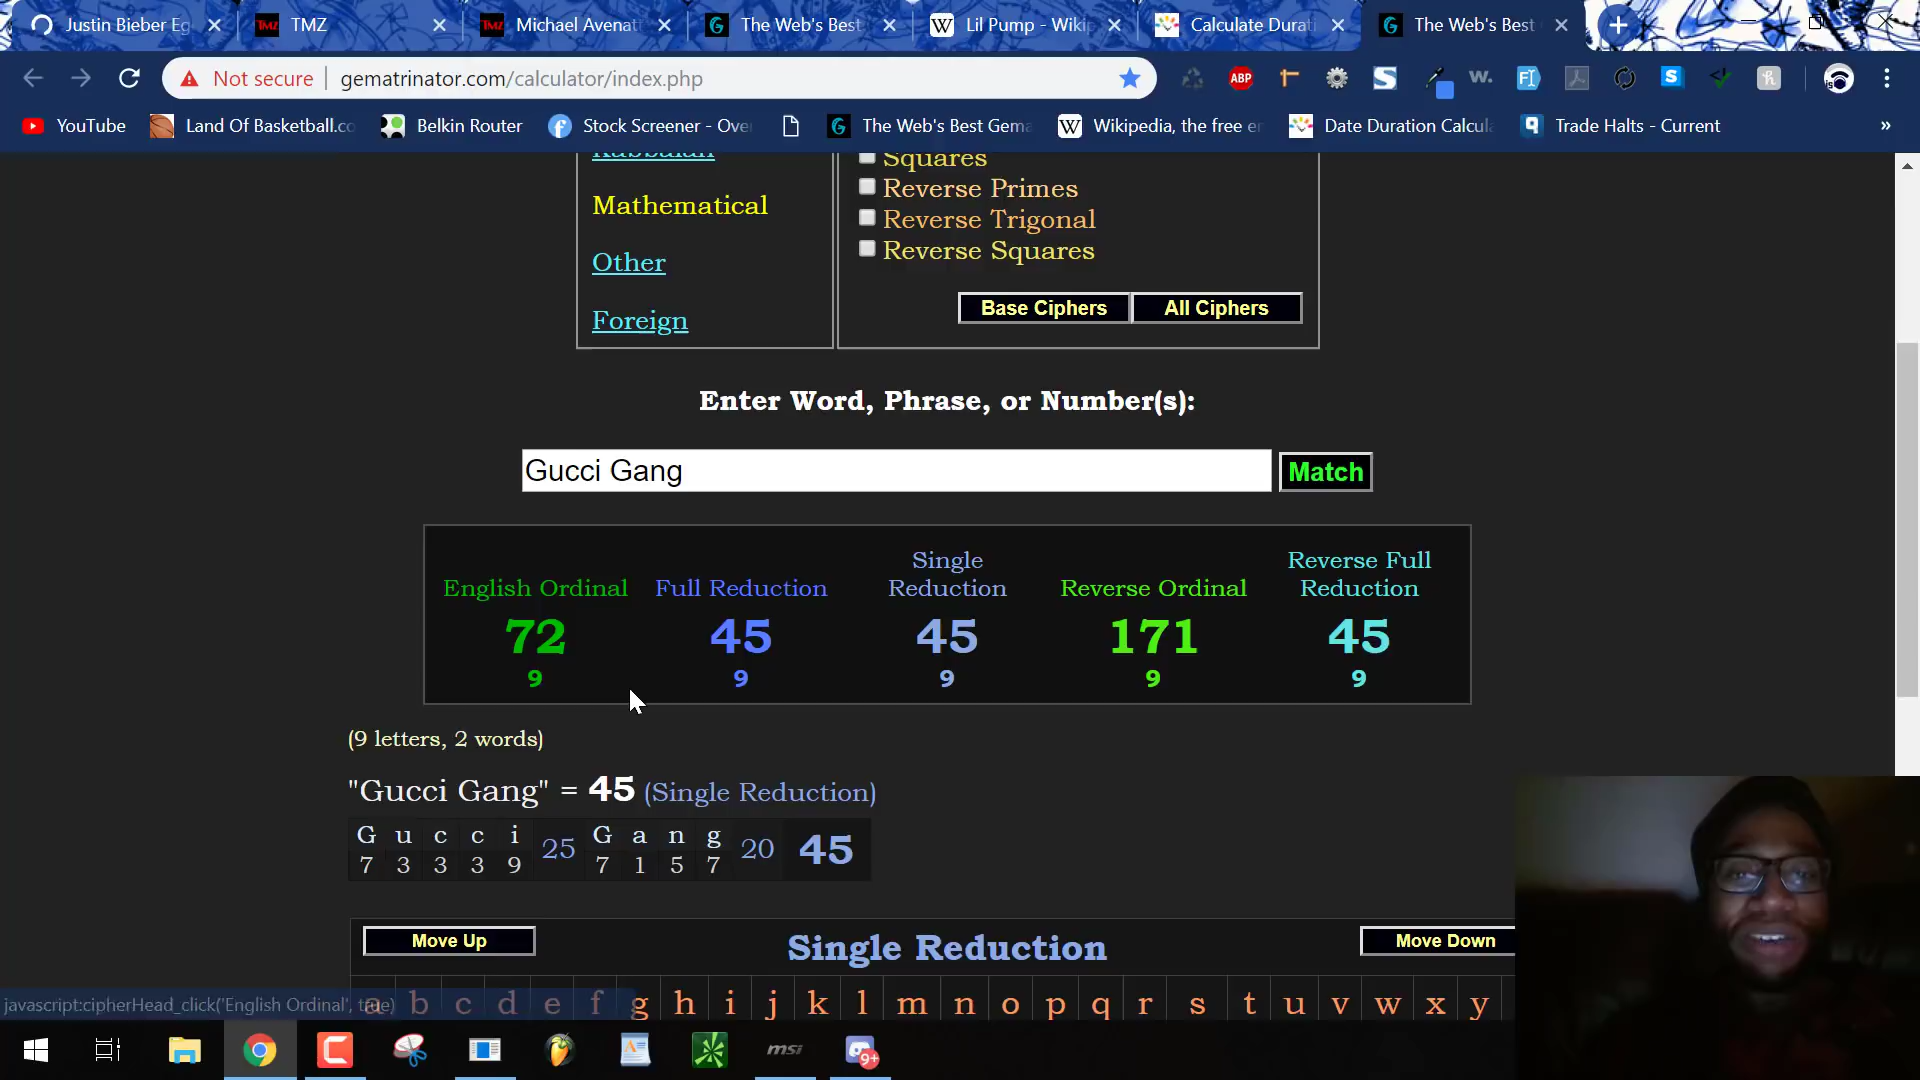 Justin Bieber Eg
TMZ
Michael Avenat
The Web's Best
Lil Pump - Wiki
Calculate Durati
The Web's Best
Not secure
gematrinator.com/calculator/index.php
YouTube
Land Of Basketball.co
Belkin Router
Stock Screener - Ove
The Web's Best Gema
Wikipedia, the free e
Date Duration Calcul
Trade Halts - Current
»
Kabbalah
Mathematical
Other
Foreign
Squares
Reverse Primes
Reverse Trigonal
Reverse Squares
Base Ciphers
All Ciphers
Enter Word, Phrase, or Number(s):
Gucci Gang
Match
English Ordinal
72
9
Full Reduction
45
9
Single
Reduction
45
9
Reverse Ordinal
171
9
Reverse Full
Reduction
45
9
(9 letters, 2 words)
"Gucci Gang" = 45 (Single Reduction)
G u c c i 25 G a n g 20 45
7 3 3 3 9 7 1 5 7
Move Up
Single Reduction
Move Down
a b c d e f g h i j k l m n o p q r s t u v w x y
javascript:cipherHead_click('English Ordinal', true)
msi
9+